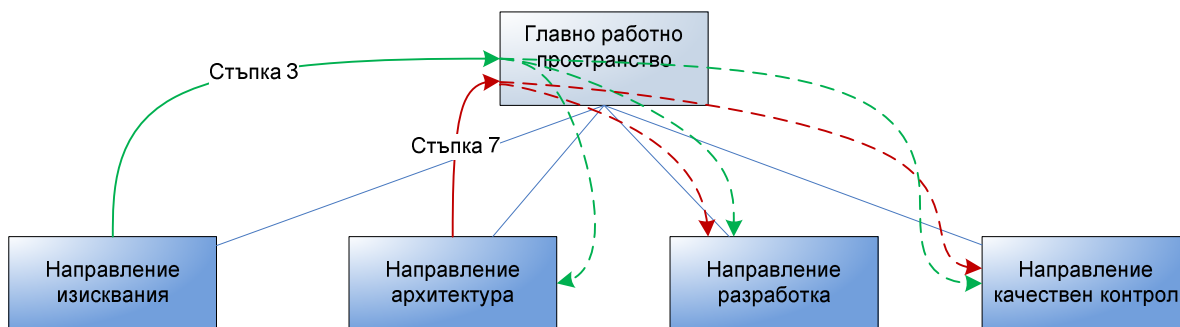 Главно работно
пространство
Стъпка 3
Стъпка 7
Направление
изисквания
Направление
архитектура
Направление
разработка
Направление
качествен контрол